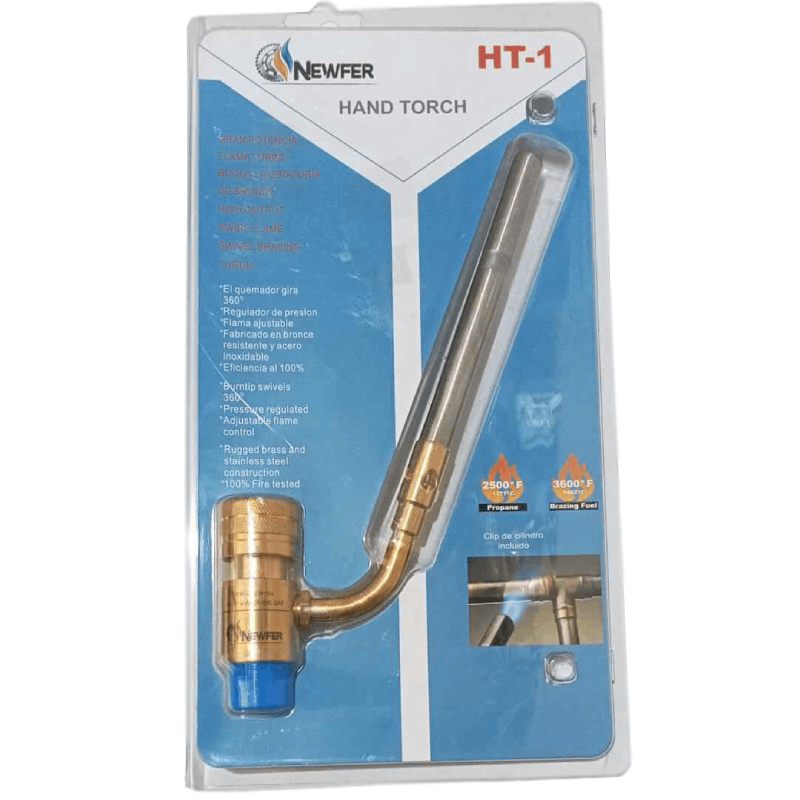 NEWFER
HT-1
HAND TORCH
GRAN POTENCIA
FLAMA TURBO
BOQUILLA GIRATORIA
DE BRONCE
HIGH OUTPUT
SWIRL FLAME
SWIVEL BRAZING
TORCH
*El quemador gira
360°
*Regulador de presion
*Flama ajustable
*Fabricado en bronce
resistente y acero
inoxidable
*Eficiencia al 100%
*Burntip swivels
360°
*Pressure regulated
*Adjustable flame
control
*Rugged brass and
stainless steel
construction
*100% Fire tested
2500°F
1371°C
Propane
3600°F
1982°C
Brazing Fuel
Clip de cilindro
incluido
NEWFER